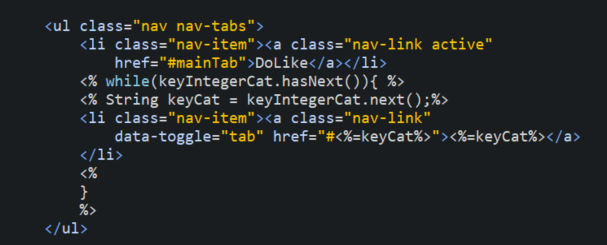 <ul class="nav nav-tabs">
    <li class="nav-item"><a class="nav-link active"
        href="#mainTab">DoLike</a></li>
    <% while(keyIntegerCat.hasNext()){ %>
    <% String keyCat = keyIntegerCat.next();%>
    <li class="nav-item"><a class="nav-link"
        data-toggle="tab" href="#<%=keyCat%>"><%=keyCat%></a>
    </li>
    <%
    }
    %>
</ul>